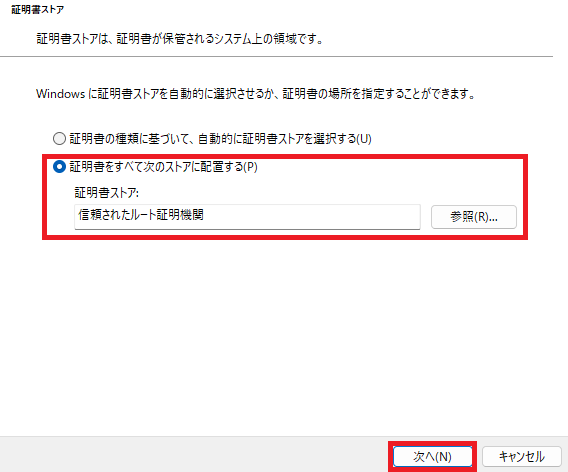 証明書ストア
証明書ストアは、証明書が保管されるシステム上の領域です。
Windows に証明書ストアを自動的に選択させるか、証明書の場所を指定することができます。
証明書の種類に基づいて、自動的に証明書ストアを選択する(U)
証明書をすべて次のストアに配置する(P)
証明書ストア:
信頼されたルート証明機関
参照(R)...
次へ(N)
キャンセル